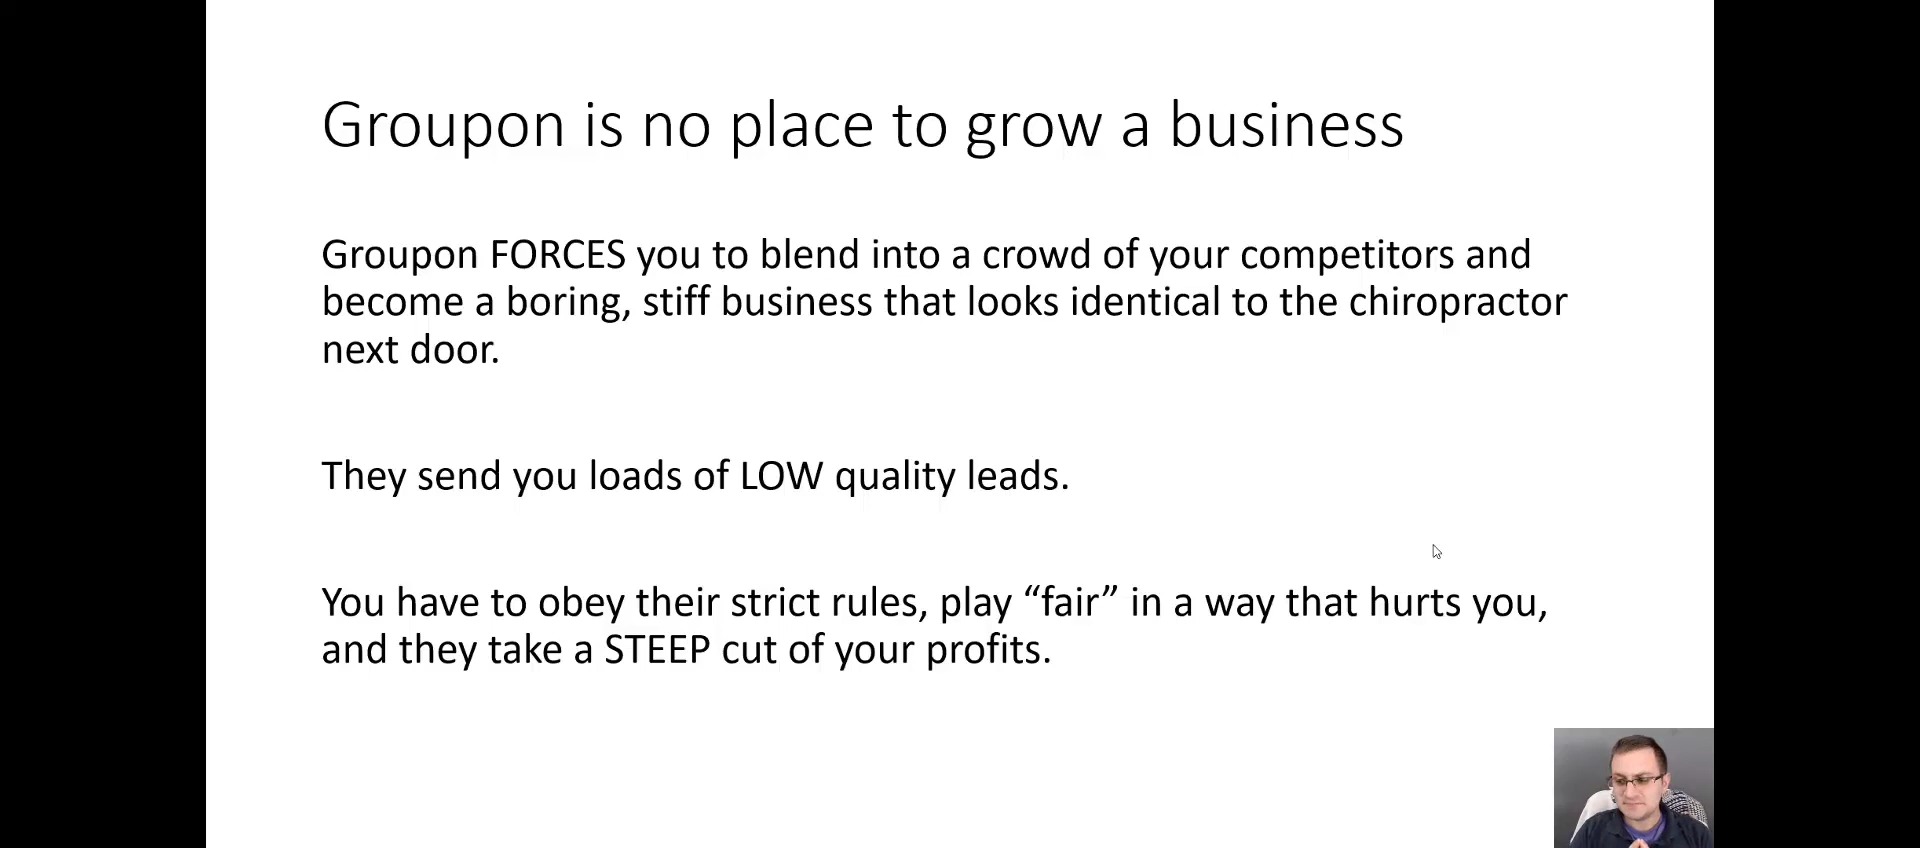 Groupon is no place to grow a business
Groupon FORCES you to blend into a crowd of your competitors and
become a boring, stiff business that looks identical to the chiropractor
next door.
They send you loads of LOW quality leads.
You have to obey their strict rules, play “fair” in a way that hurts you,
and they take a STEEP cut of your profits.